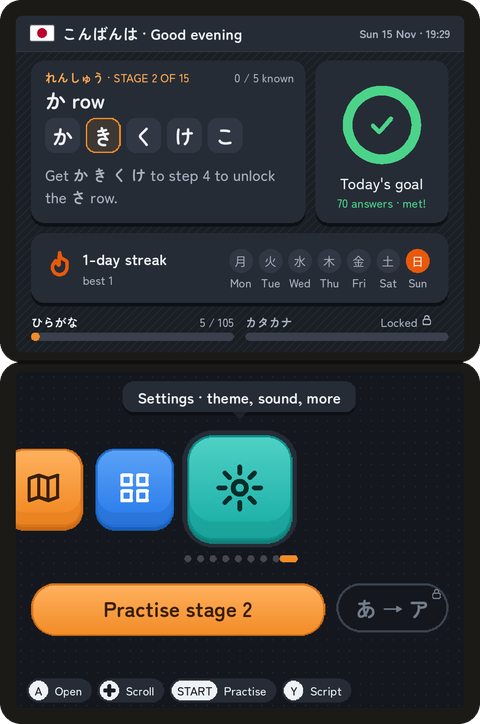 こんばんは · Good evening
Sun 15 Nov · 19:29
れんしゅう · STAGE 2 OF 15
0 / 5 known
か row
か き く け こ
Get か き く け to step 4 to unlock
the さ row.
Today's goal
70 answers · met!
1-day streak
best 1
月 火 水 木 金 土 日
Mon Tue Wed Thu Fri Sat Sun
ひらがな 5 / 105
カタカナ Locked
Settings · theme, sound, more
Practise stage 2
あ → ア
A Open
Scroll
START Practise
Y Script